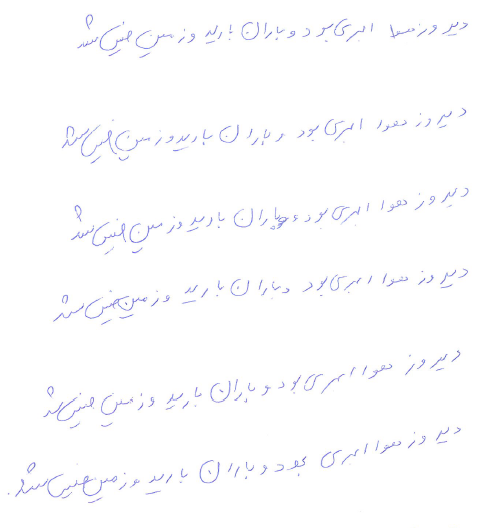 دیروز هوا ابری بود و باران بارید و زمین خیس شد
دیروز هوا ابری بود و باران بارید و زمین خیس شد
دیروز هوا ابری بود و باران بارید و زمین خیس شد
دیروز هوا ابری بود و باران بارید و زمین خیس شد
دیروز هوا ابری بود و باران بارید و زمین خیس شد
دیروز هوا ابری بود و باران بارید و زمین خیس شد.